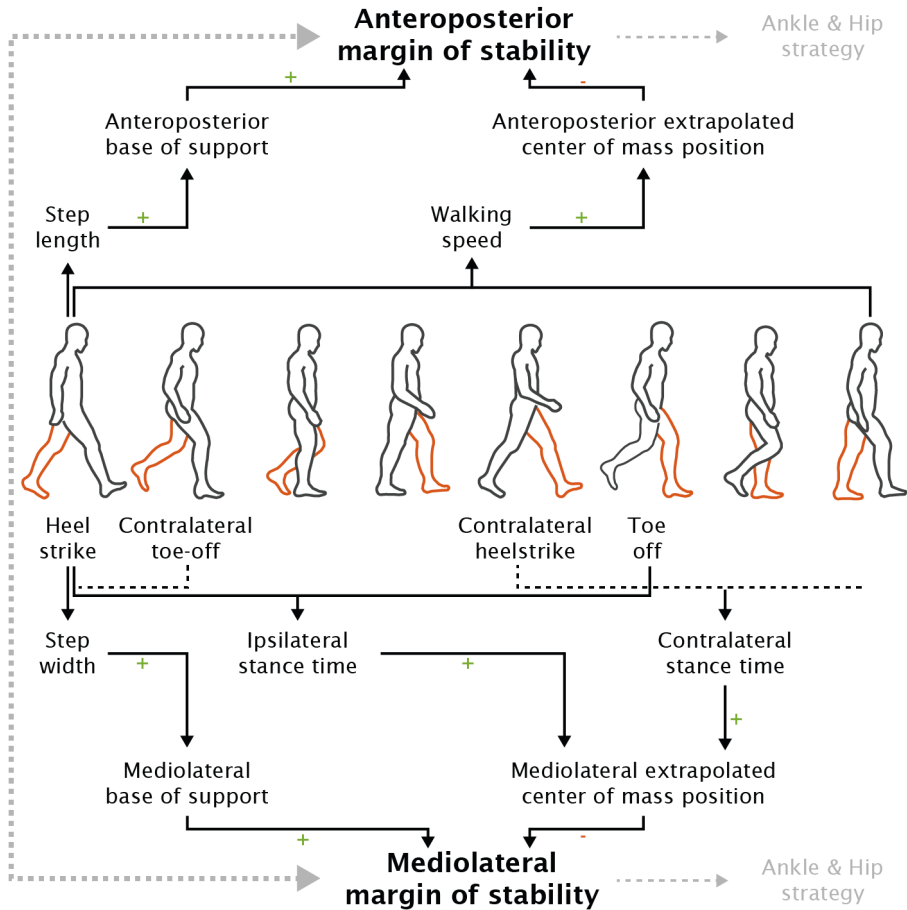 Anteroposterior
margin of stability
Ankle & Hip
strategy
+
-
Anteroposterior
base of support
Anteroposterior extrapolated
center of mass position
Step
length
+
Walking
speed
+
Heel
strike
Contralateral
toe-off
Contralateral
heelstrike
Toe
off
Step
width
+
Ipsilateral
stance time
+
Contralateral
stance time
+
Mediolateral
base of support
Mediolateral extrapolated
center of mass position
+
-
Mediolateral
margin of stability
Ankle & Hip
strategy